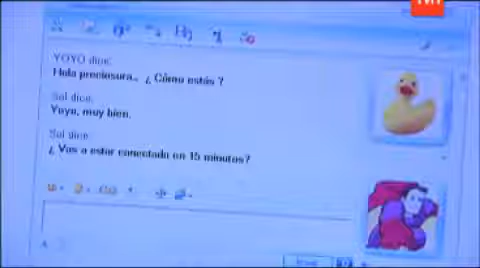 YOYO dice:
Hola preciosura.. ¿ Cómo estás ?
Sol dice:
Yoyo, muy bien.
Sol dice:
¿ Vas a estar conectado en 15 minutos?